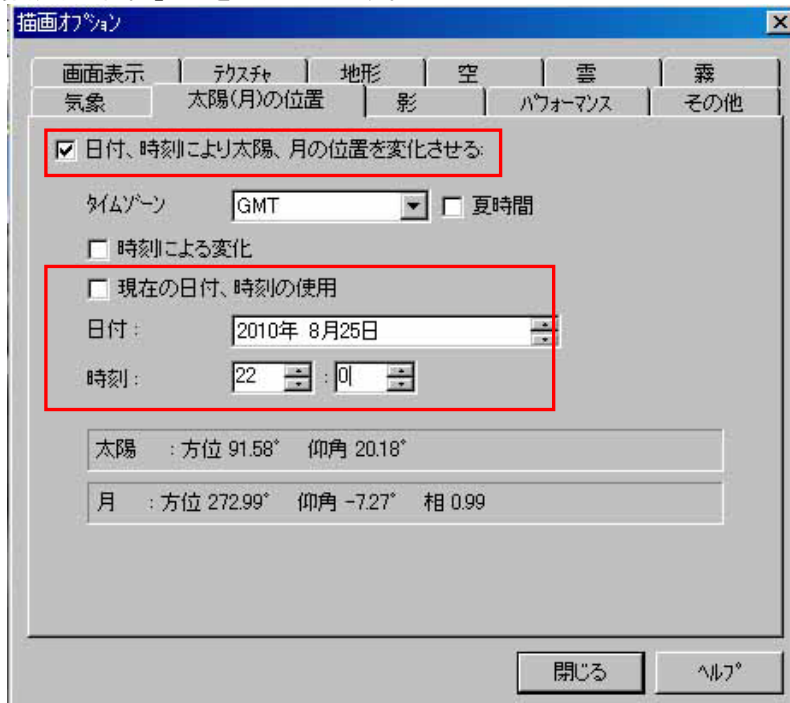 描画ｵﾌﾟｼｮﾝ
画面表示 ﾃｸｽﾁｬ 地形 空 雲 霧
気象 太陽(月)の位置 影 ﾊﾟﾌｫｰﾏﾝｽ その他
日付、時刻により太陽、月の位置を変化させる:
ﾀｲﾑｿﾞｰﾝ GMT 夏時間
時刻による変化
現在の日付、時刻の使用
日付 : 2010年 8月25日
時刻 : 22 : 0
太陽 : 方位 91.58° 仰角 20.18°
月 : 方位 272.99° 仰角 -7.27° 相 0.99
閉じる ﾍﾙﾌﾟ